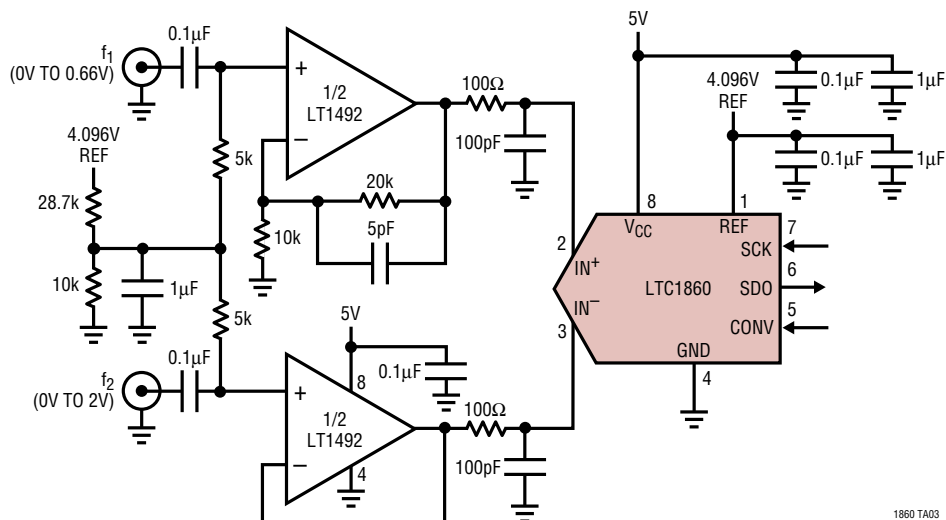 f1
(0V TO 0.66V)
0.1µF
4.096V
REF
28.7k
10k
1µF
5k
5k
f2
(0V TO 2V)
0.1µF
+
1/2
LT1492
−
10k
20k
5pF
100Ω
100pF
5V
8
0.1µF
+
1/2
LT1492
−
4
100Ω
100pF
5V
0.1µF
1µF
4.096V
REF
0.1µF
1µF
8
1
VCC
REF
2
IN+
IN−
3
LTC1860
7
SCK
6
SDO
5
CONV
GND
4
1860 TA03